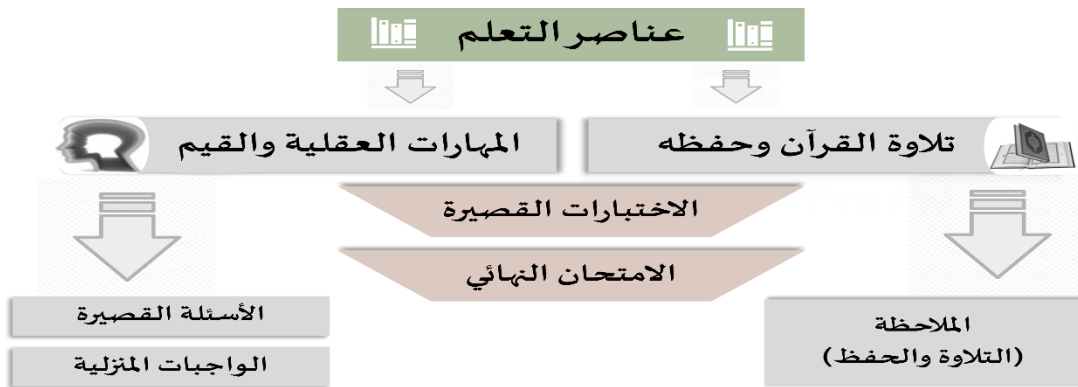 عناصر التعلم
تلاوة القرآن وحفظه
المهارات العقلية والقيم
الاختبارات القصيرة
الامتحان النهائي
الملاحظة
(التلاوة والحفظ)
الأسئلة القصيرة
الواجبات المنزلية